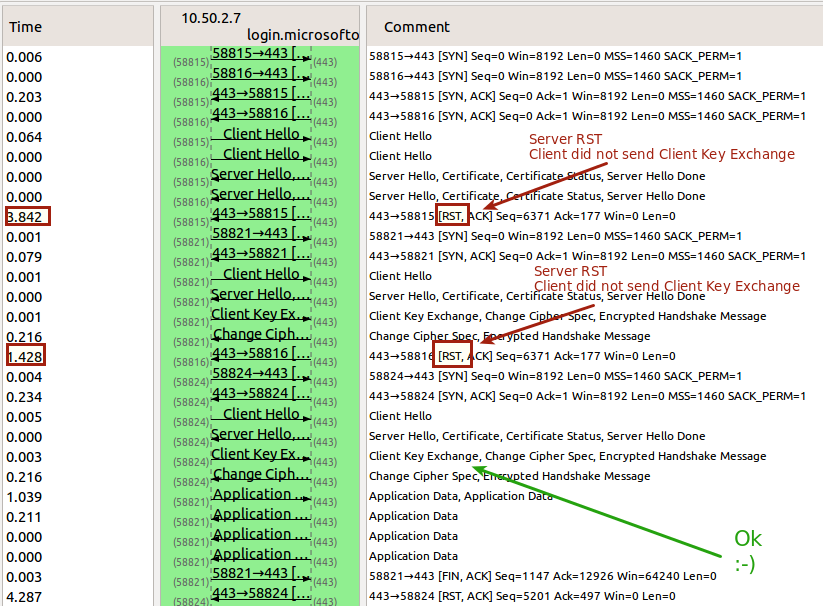 Time 10.50.2.7 login.microsofto Comment
0.006 58815→443 [... 58815→443 [SYN] Seq=0 Win=8192 Len=0 MSS=1460 SACK_PERM=1
(58815) (443)
0.000 58816→443 [... 58816→443 [SYN] Seq=0 Win=8192 Len=0 MSS=1460 SACK_PERM=1
(58816) (443)
0.203 443→58815 [... 443→58815 [SYN, ACK] Seq=0 Ack=1 Win=8192 Len=0 MSS=1460 SACK_PERM=1
(58815) (443)
0.000 443→58816 [... 443→58816 [SYN, ACK] Seq=0 Ack=1 Win=8192 Len=0 MSS=1460 SACK_PERM=1
(58816) (443)
0.064 Client Hello Client Hello
(58815) (443)
Server RST
Client did not send Client Key Exchange
0.000 Client Hello Client Hello
(58816) (443)
0.000 Server Hello,... Server Hello, Certificate, Certificate Status, Server Hello Done
(58815) (443)
0.000 Server Hello,... Server Hello, Certificate, Certificate Status, Server Hello Done
(58816) (443)
3.842 443→58815 [... 443→58815 [RST, ACK] Seq=6371 Ack=177 Win=0 Len=0
(58815) (443)
0.001 58821→443 [... 58821→443 [SYN] Seq=0 Win=8192 Len=0 MSS=1460 SACK_PERM=1
(58821) (443)
0.079 443→58821 [... 443→58821 [SYN, ACK] Seq=0 Ack=1 Win=8192 Len=0 MSS=1460 SACK_PERM=1
(58821) (443)
0.001 Client Hello Client Hello
(58821) (443)
Server RST
Client did not send Client Key Exchange
0.000 Server Hello,... Server Hello, Certificate, Certificate Status, Server Hello Done
(58821) (443)
0.001 Client Key Ex... Client Key Exchange, Change Cipher Spec, Encrypted Handshake Message
(58821) (443)
0.216 Change Ciph... Change Cipher Spec, Encrypted Handshake Message
(58821) (443)
1.428 443→58816 [... 443→58816 [RST, ACK] Seq=6371 Ack=177 Win=0 Len=0
(58816) (443)
0.004 58824→443 [... 58824→443 [SYN] Seq=0 Win=8192 Len=0 MSS=1460 SACK_PERM=1
(58824) (443)
0.234 443→58824 [... 443→58824 [SYN, ACK] Seq=0 Ack=1 Win=8192 Len=0 MSS=1460 SACK_PERM=1
(58824) (443)
0.005 Client Hello Client Hello
(58824) (443)
0.000 Server Hello,... Server Hello, Certificate, Certificate Status, Server Hello Done
(58824) (443)
0.003 Client Key Ex... Client Key Exchange, Change Cipher Spec, Encrypted Handshake Message
(58824) (443)
0.216 Change Ciph... Change Cipher Spec, Encrypted Handshake Message
(58824) (443)
1.039 Application ... Application Data, Application Data
(58821) (443)
0.211 Application ... Application Data
(58821) (443)
0.000 Application ... Application Data
(58821) (443)
Ok
:-)
0.000 Application ... Application Data
(58821) (443)
0.003 58821→443 [... 58821→443 [FIN, ACK] Seq=1147 Ack=12926 Win=64240 Len=0
(58821) (443)
4.287 443→58824 [... 443→58824 [RST, ACK] Seq=5201 Ack=497 Win=0 Len=0
(58824) (443)